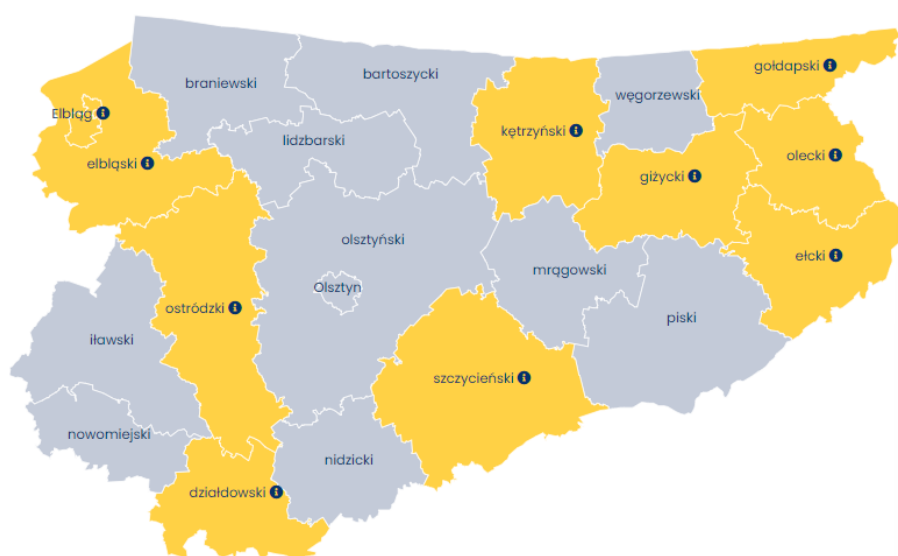 gołdapski
bartoszycki
braniewski
węgorzewski
Elbląg
kętrzyński
lidzbarski
olecki
elbląski
giżycki
olsztyński
ełcki
mrągowski
Olsztyn
ostródzki
piski
iławski
szczycieński
nowomiejski
nidzicki
działdowski